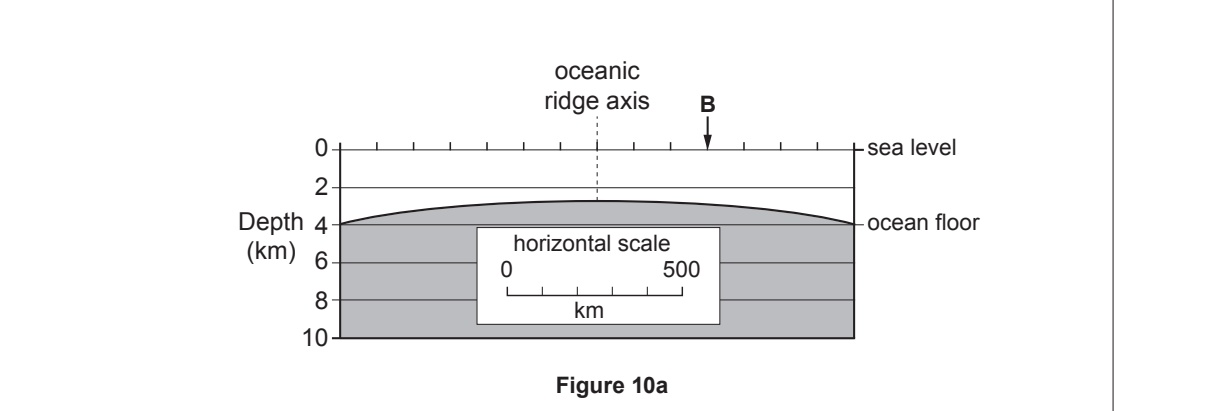 oceanic
ridge axis
B
0
sea level
2
Depth
(km)
4
ocean floor
6
8
10
horizontal scale
0 500
km
Figure 10a